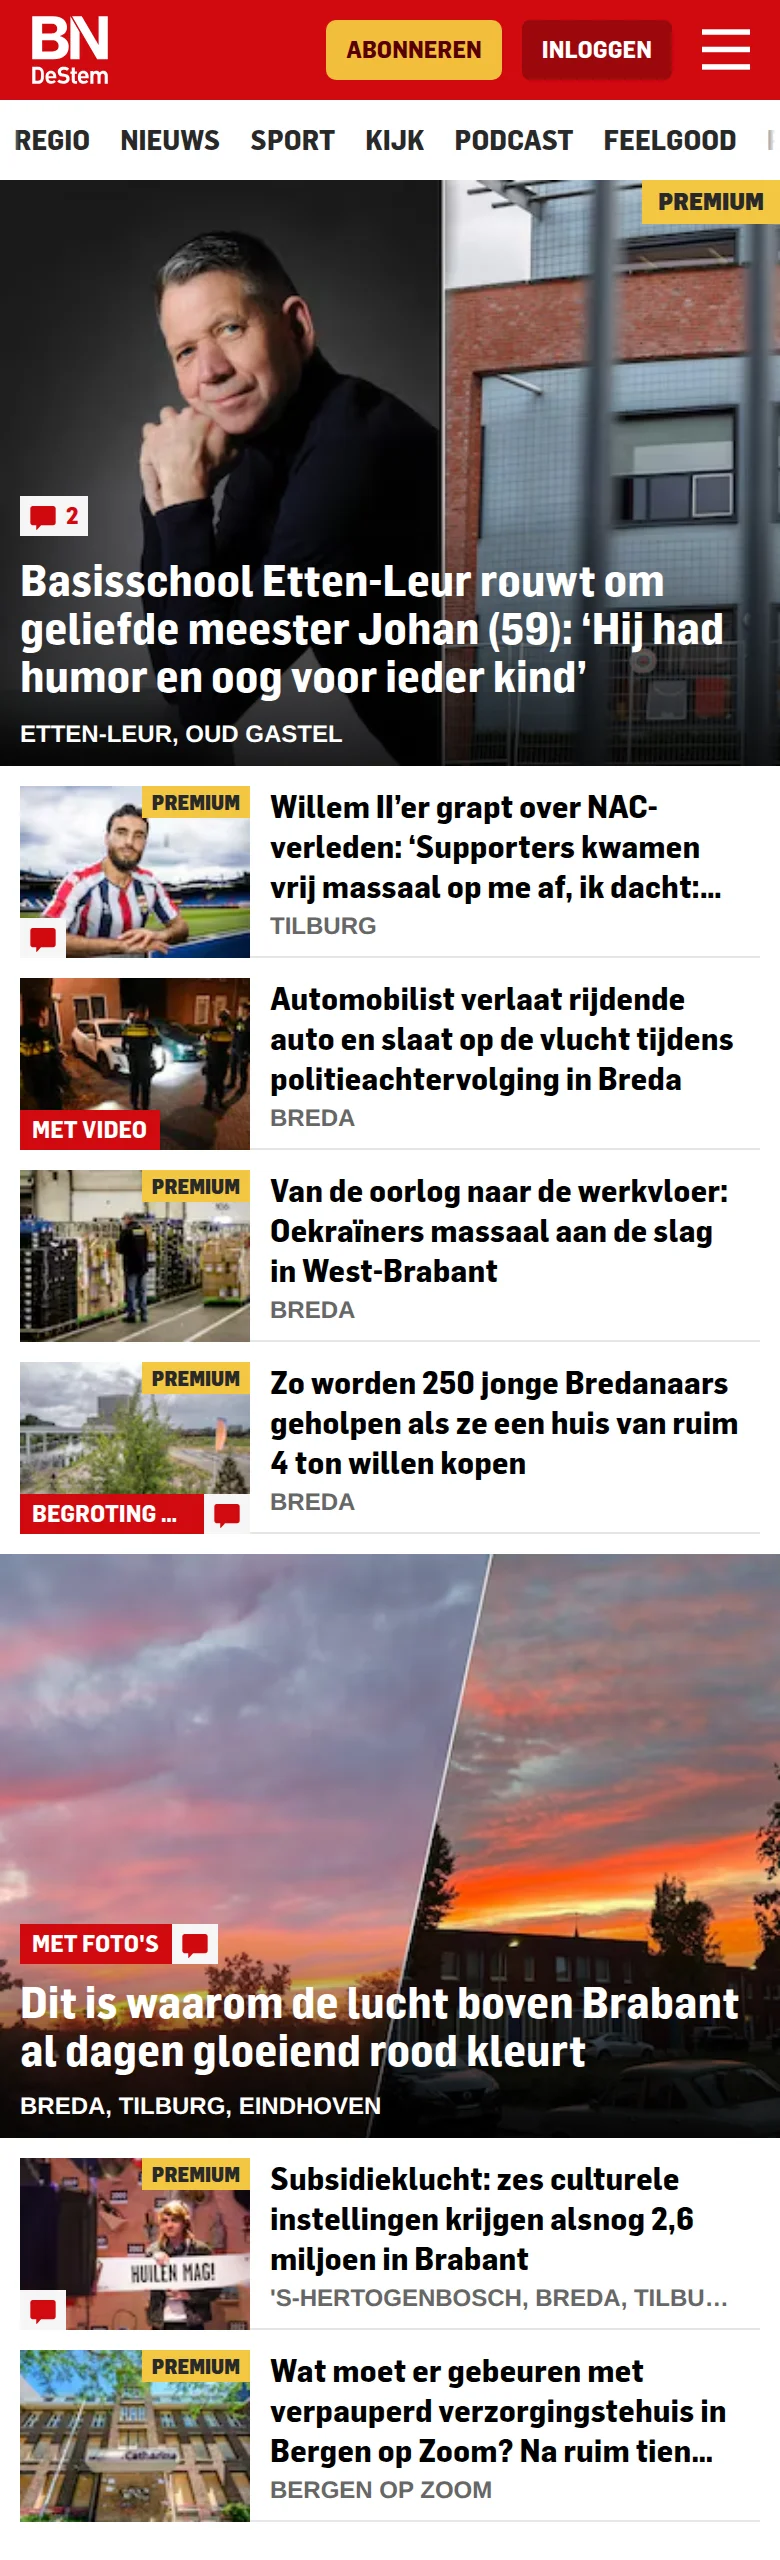 BN
DeStem
ABONNEREN
INLOGGEN
REGIO NIEUWS SPORT KIJK PODCAST FEELGOOD
PREMIUM
2
Basisschool Etten-Leur rouwt om
geliefde meester Johan (59): ‘Hij had
humor en oog voor ieder kind’
ETTEN-LEUR, OUD GASTEL
PREMIUM
Willem II’er grapt over NAC-
verleden: ‘Supporters kwamen
vrij massaal op me af, ik dacht:...
TILBURG
Automobilist verlaat rijdende
auto en slaat op de vlucht tijdens
politieachtervolging in Breda
MET VIDEO
BREDA
PREMIUM
Van de oorlog naar de werkvloer:
Oekraïners massaal aan de slag
in West-Brabant
BREDA
PREMIUM
Zo worden 250 jonge Bredanaars
geholpen als ze een huis van ruim
4 ton willen kopen
BEGROTING ...
BREDA
MET FOTO'S
Dit is waarom de lucht boven Brabant
al dagen gloeiend rood kleurt
BREDA, TILBURG, EINDHOVEN
PREMIUM
HUILEN MAG!
Subsidieklucht: zes culturele
instellingen krijgen alsnog 2,6
miljoen in Brabant
'S-HERTOGENBOSCH, BREDA, TILBU...
PREMIUM
Catharina
Wat moet er gebeuren met
verpauperd verzorgingstehuis in
Bergen op Zoom? Na ruim tien...
BERGEN OP ZOOM